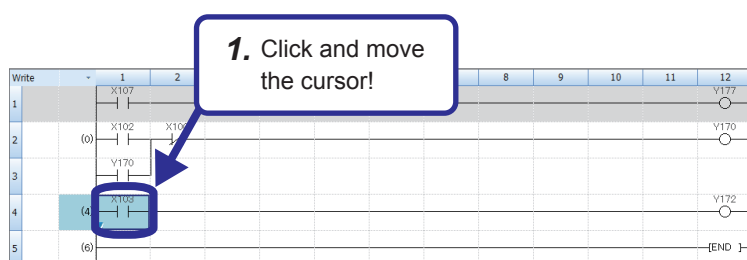 1. Click and move
the cursor!
Write 1 2 8 9 10 11 12
1 X107 Y177
2 (0) X102 Y170
3 Y170
4 (4) X103 Y172
5 (6) [END ]